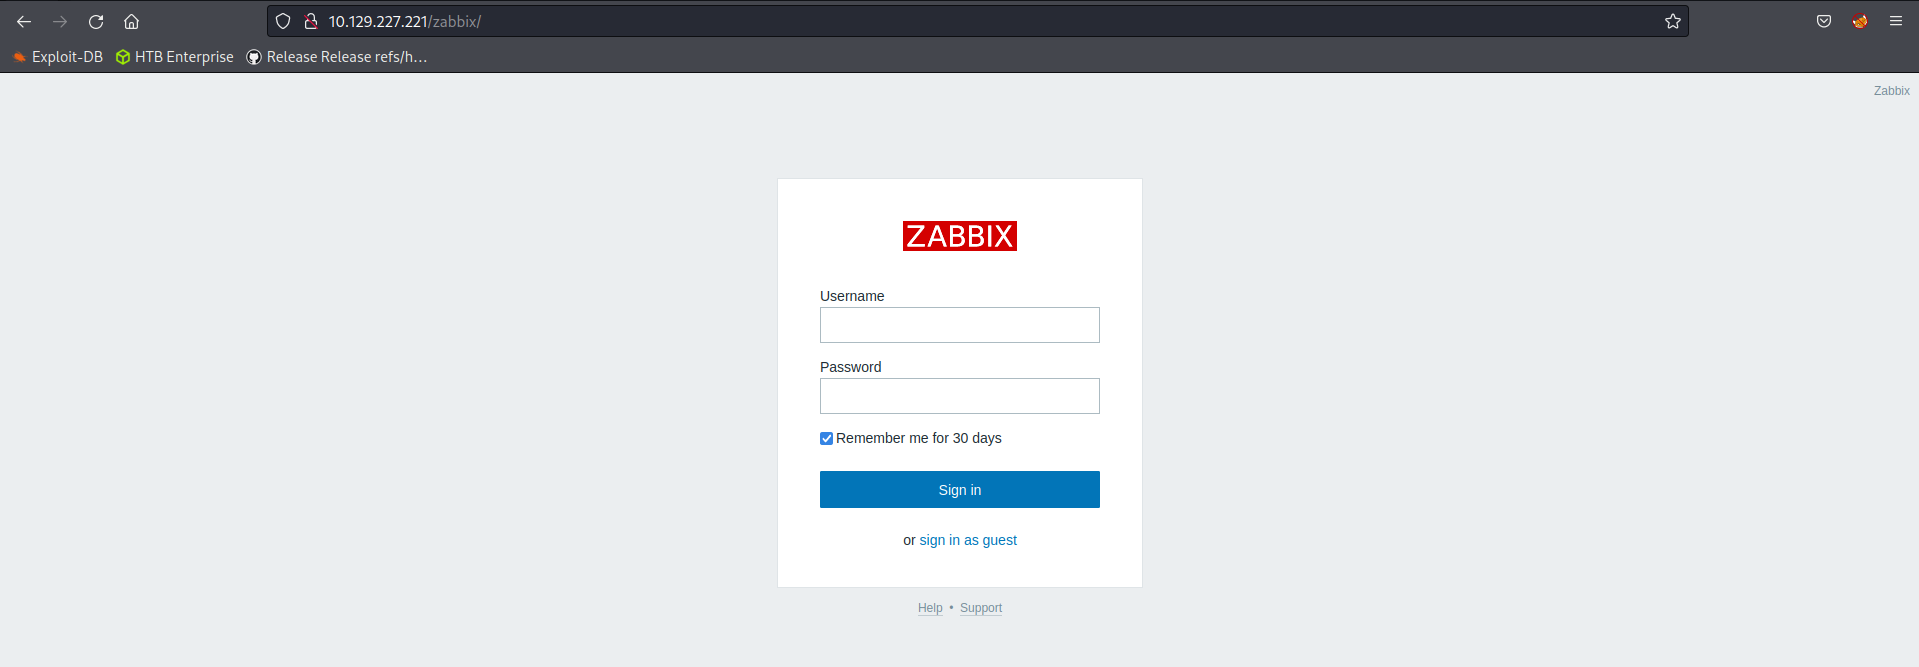 10.129.227.221/zabbix/
Exploit-DB HTB Enterprise Release Release refs/h...
Zabbix
ZABBIX
Username
Password
Remember me for 30 days
Sign in
or sign in as guest
Help • Support